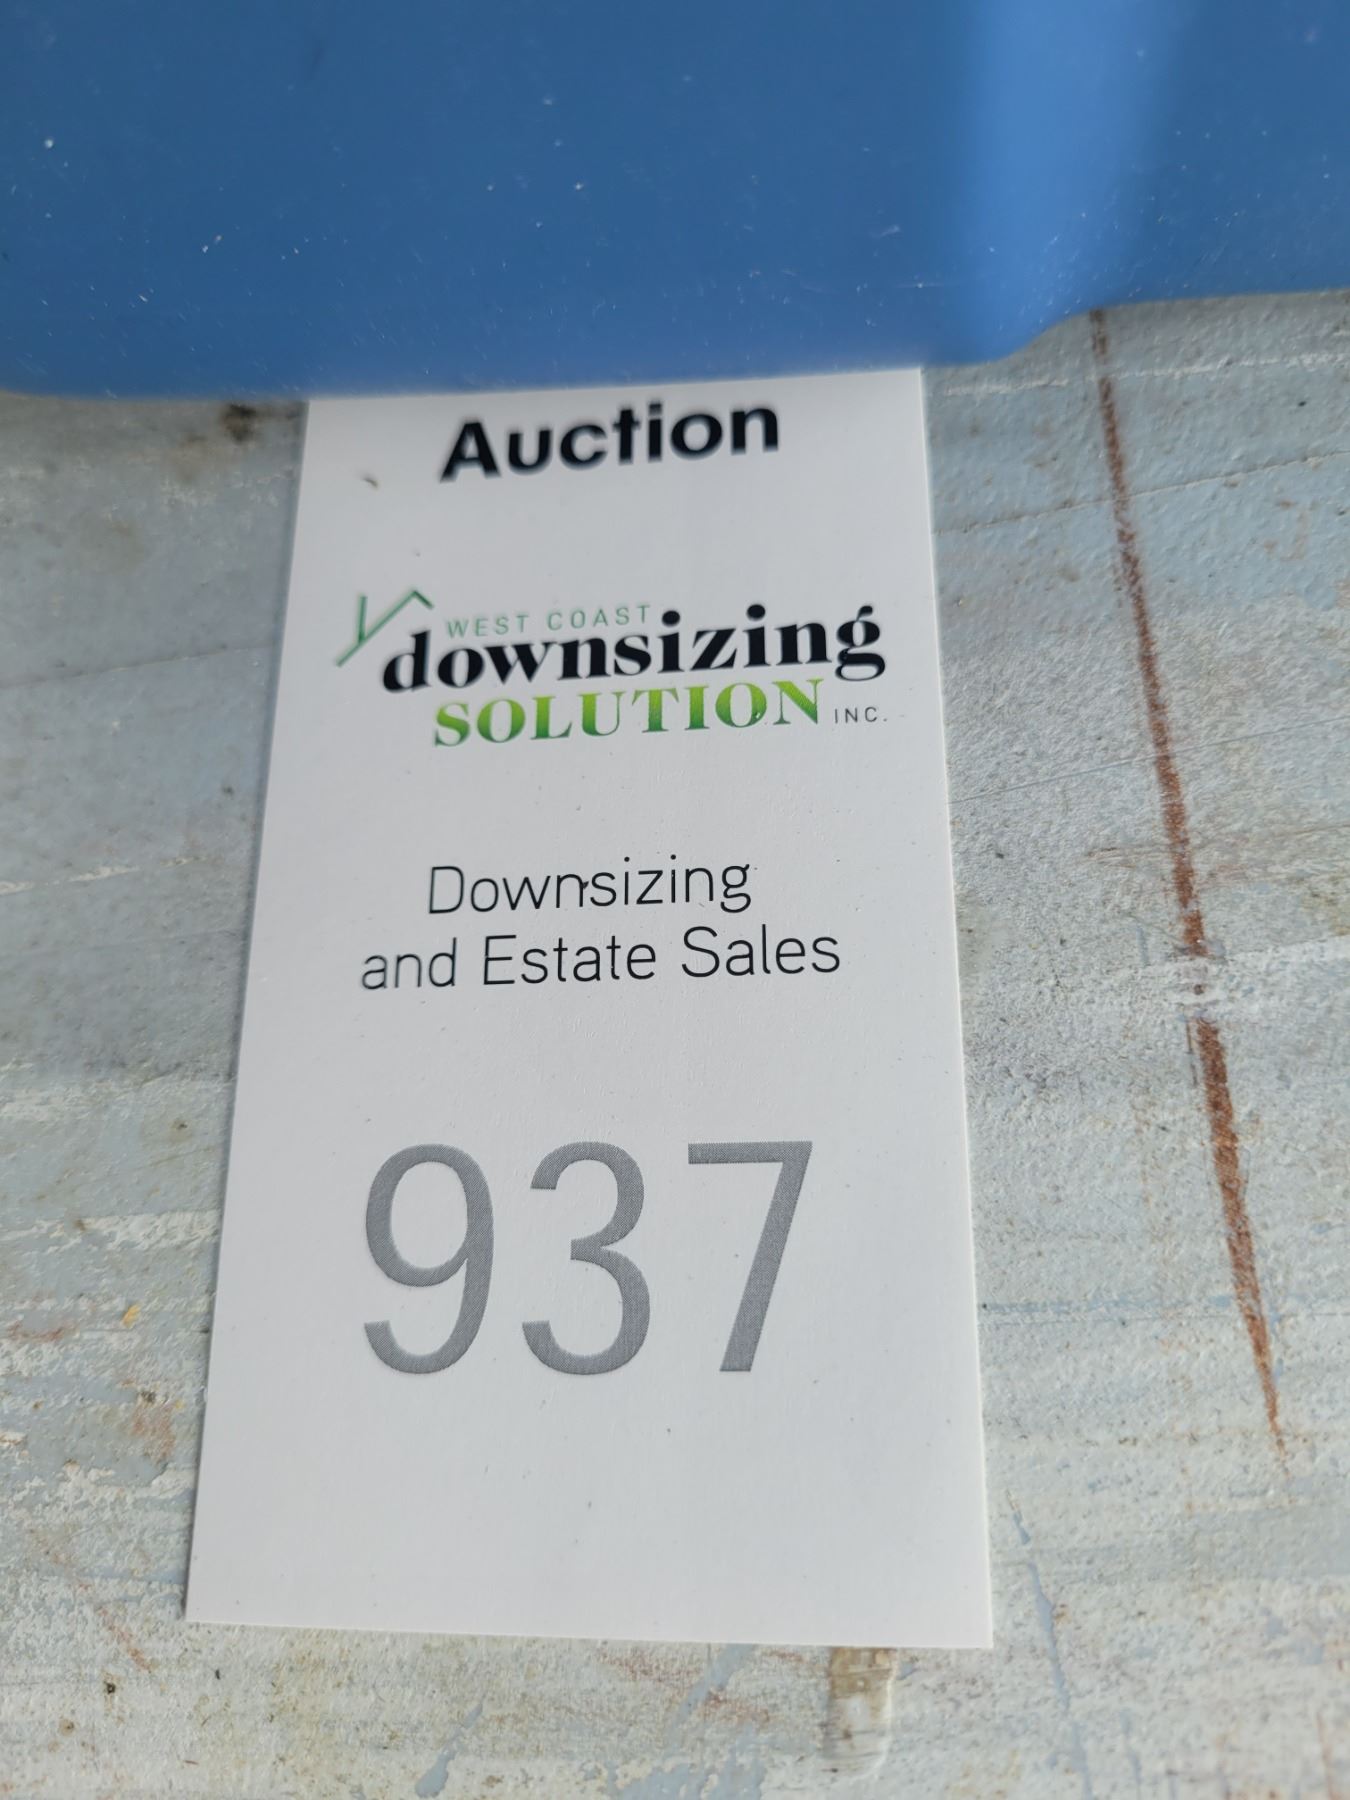 Auction
WEST COAST
downsizing
SOLUTION INC.
Downsizing
and Estate Sales
937